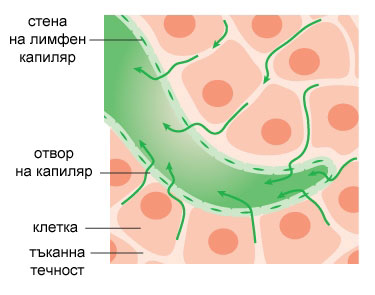 стена
на лимфен
капиляр
отвор
на капиляр
клетка
тъканна
течност